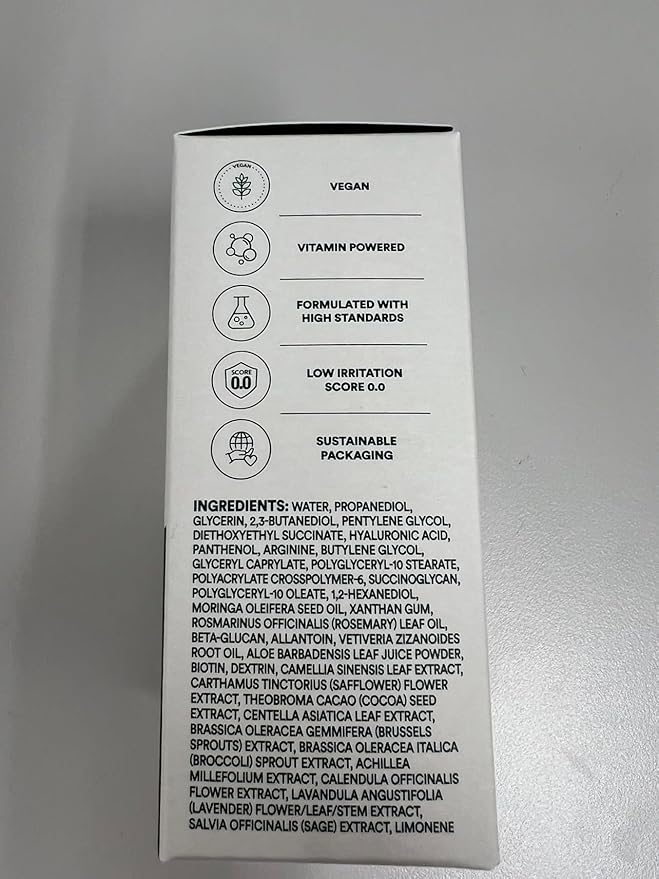 VEGAN
VEGAN
VITAMIN POWERED
FORMULATED WITH
HIGH STANDARDS
SCORE
0.0
LOW IRRITATION
SCORE 0.0
SUSTAINABLE
PACKAGING
INGREDIENTS: WATER, PROPANEDIOL,
GLYCERIN, 2,3-BUTANEDIOL, PENTYLENE GLYCOL,
DIETHOXYETHYL SUCCINATE, HYALURONIC ACID,
PANTHENOL, ARGININE, BUTYLENE GLYCOL,
GLYCERYL CAPRYLATE, POLYGLYCERYL-10 STEARATE,
POLYACRYLATE CROSSPOLYMER-6, SUCCINOGLYCAN,
POLYGLYCERYL-10 OLEATE, 1,2-HEXANEDIOL,
MORINGA OLEIFERA SEED OIL, XANTHAN GUM,
ROSMARINUS OFFICINALIS (ROSEMARY) LEAF OIL,
BETA-GLUCAN, ALLANTOIN, VETIVERIA ZIZANOIDES
ROOT OIL, ALOE BARBADENSIS LEAF JUICE POWDER,
BIOTIN, DEXTRIN, CAMELLIA SINENSIS LEAF EXTRACT,
CARTHAMUS TINCTORIUS (SAFFLOWER) FLOWER
EXTRACT, THEOBROMA CACAO (COCOA) SEED
EXTRACT, CENTELLA ASIATICA LEAF EXTRACT,
BRASSICA OLERACEA GEMMIFERA (BRUSSELS
SPROUTS) EXTRACT, BRASSICA OLERACEA ITALICA
(BROCCOLI) SPROUT EXTRACT, ACHILLEA
MILLEFOLIUM EXTRACT, CALENDULA OFFICINALIS
FLOWER EXTRACT, LAVANDULA ANGUSTIFOLIA
(LAVENDER) FLOWER/LEAF/STEM EXTRACT,
SALVIA OFFICINALIS (SAGE) EXTRACT, LIMONENE